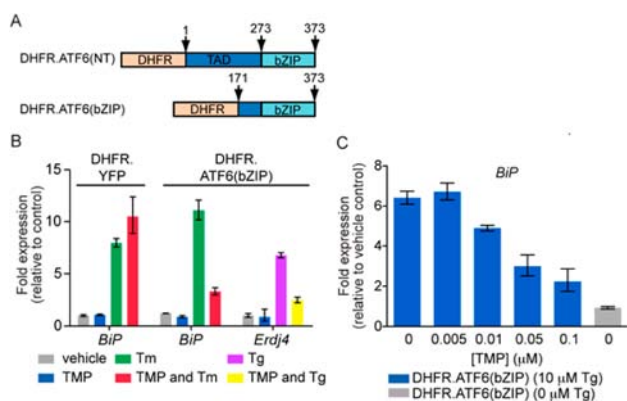 A
1 273 373
DHFR.ATF6(NT) DHFR TAD bZIP
171 373
DHFR.ATF6(bZIP) DHFR bZIP
B
DHFR.
YFP
DHFR.
ATF6(bZIP)
Fold expression
(relative to control)
15
10
5
0
BiP BiP Erdj4
vehicle Tm Tg
TMP TMP and Tm TMP and Tg
C
BiP
Fold expression
(relative to vehicle control)
8
6
4
2
0
0 0.005 0.01 0.05 0.1 0
[TMP] (μM)
DHFR.ATF6(bZIP) (10 μM Tg)
DHFR.ATF6(bZIP) (0 μM Tg)